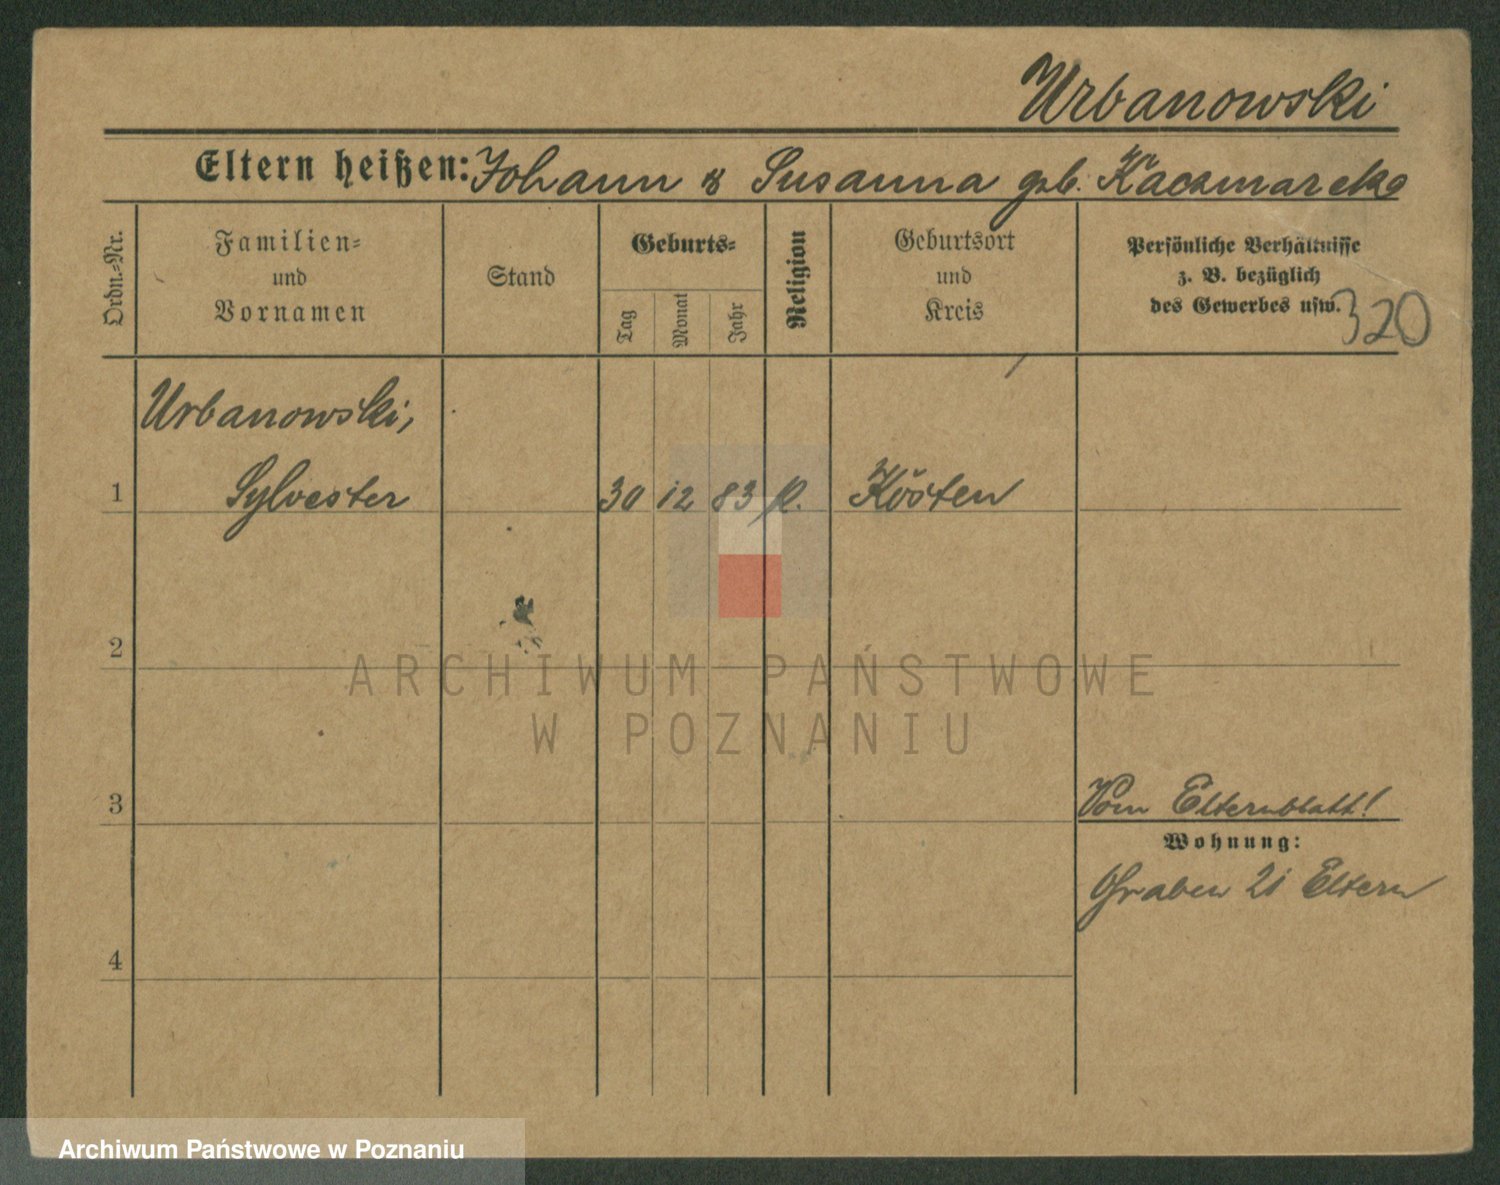 Urbanowski
Eltern heißen: Johann & Susanna geb. Kaczmarek
Ordn.-Nr.
Familien- und Vornamen
Stand
Geburts-
Tag
Monat
Jahr
Religion
Geburtsort und Kreis
Persönliche Verhältnisse
z. B. bezüglich
des Gewerbes usw.
320
Urbanowski,
1 Sylvester 30 12 83 k. Kosten
2
3
Vom Elternblatt!
Wohnung:
Graben 21 Eltern
4
ARCHIWUM PAŃSTWOWE
W POZNANIU
Archiwum Państwowe w Poznaniu